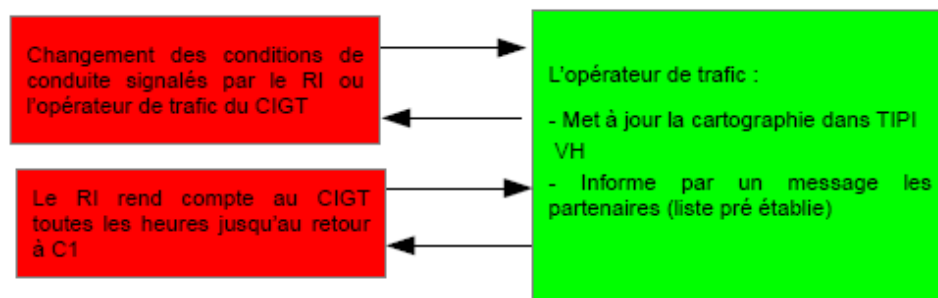 Changement des conditions de
conduite signalés par le RI ou
l'opérateur de trafic du CIGT
Le RI rend compte au CIGT
toutes les heures jusqu'au retour
à C1
L'opérateur de trafic :
- Met à jour la cartographie dans TIPI
VH
- Informe par un message les
partenaires (liste pré établie)